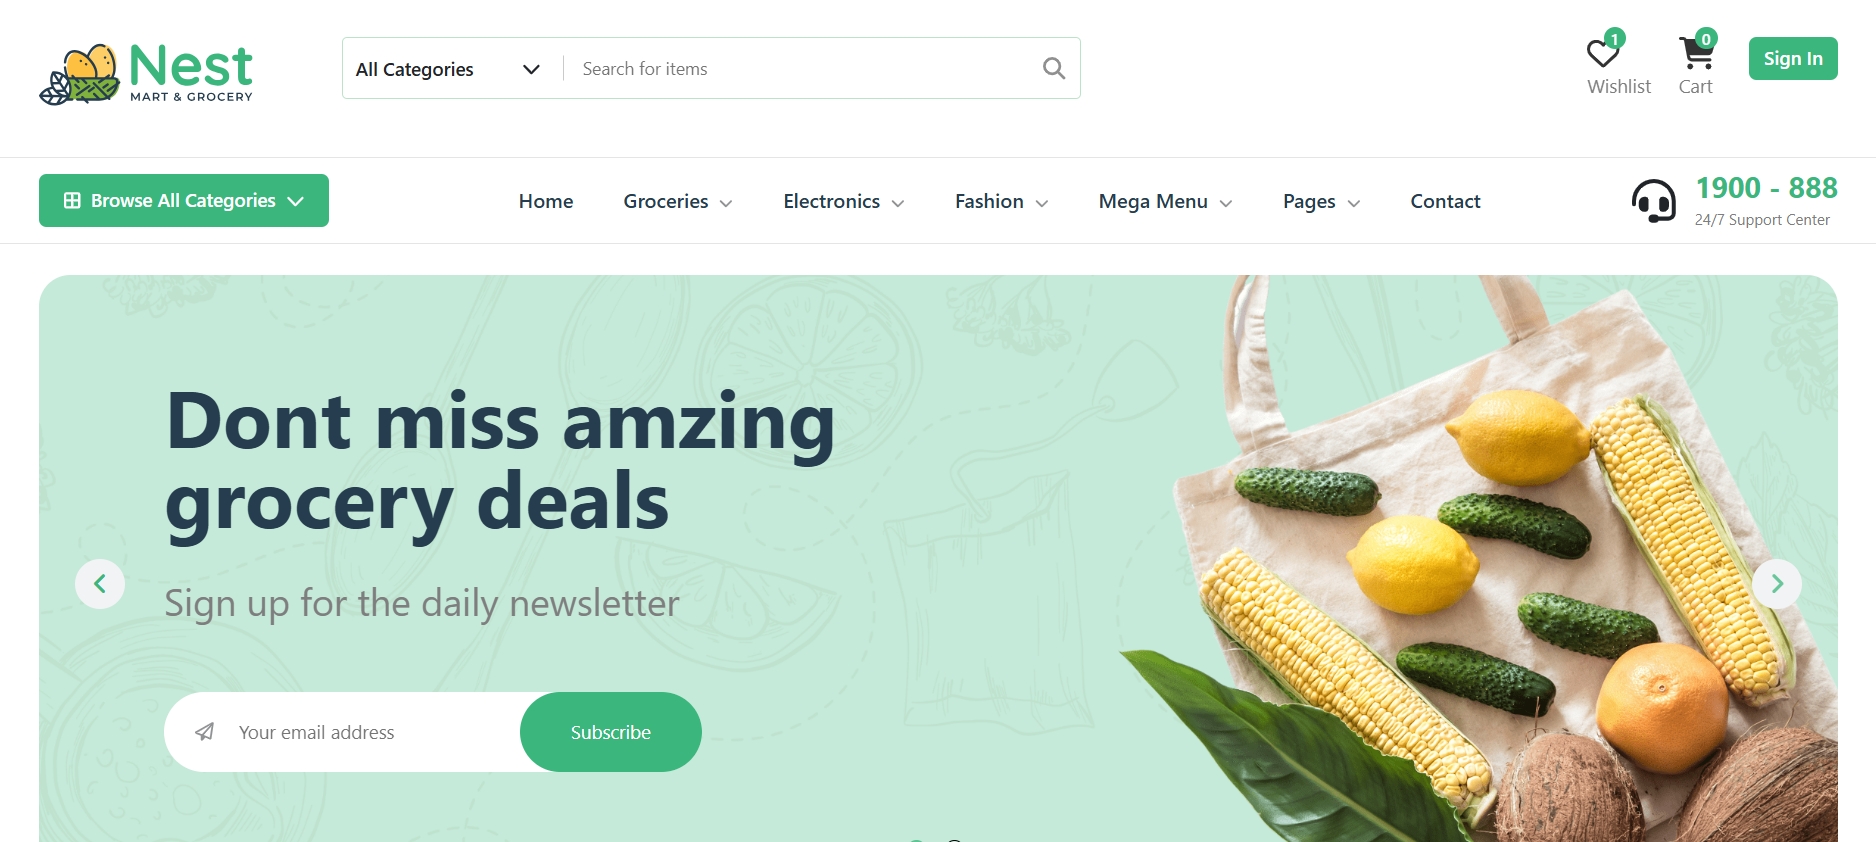 Nest
MART & GROCERY
All Categories
Search for items
1
Wishlist
0
Cart
Sign In
Browse All Categories
Home
Groceries
Electronics
Fashion
Mega Menu
Pages
Contact
1900 - 888
24/7 Support Center
Dont miss amzing
grocery deals
Sign up for the daily newsletter
Your email address
Subscribe